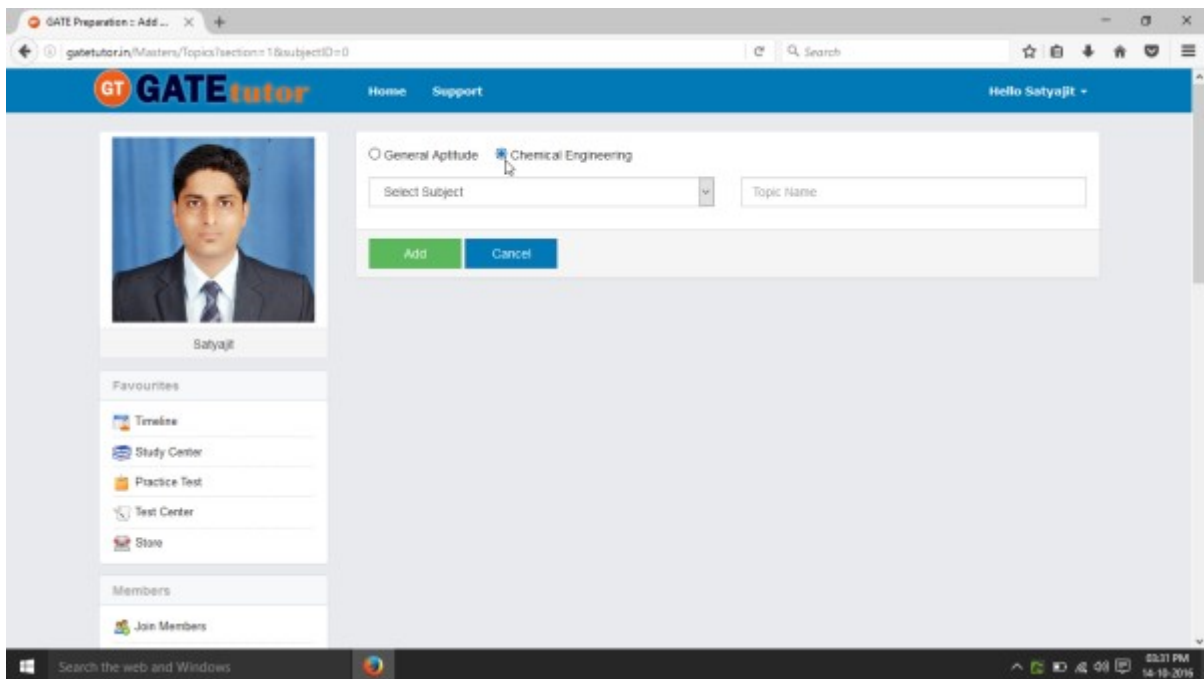 GATE Preparation :: Add ...
gatetutor.in/Masters/Topics?section=1&subjectID=0
Search
GT GATEtutor
Home Support
Hello Satyajit
General Aptitude Chemical Engineering
Select Subject
Topic Name
Add Cancel
Satyajit
Favourites
Timeline
Study Center
Practice Test
Test Center
Store
Members
Join Members
Search the web and Windows
03:31 PM
14-10-2016